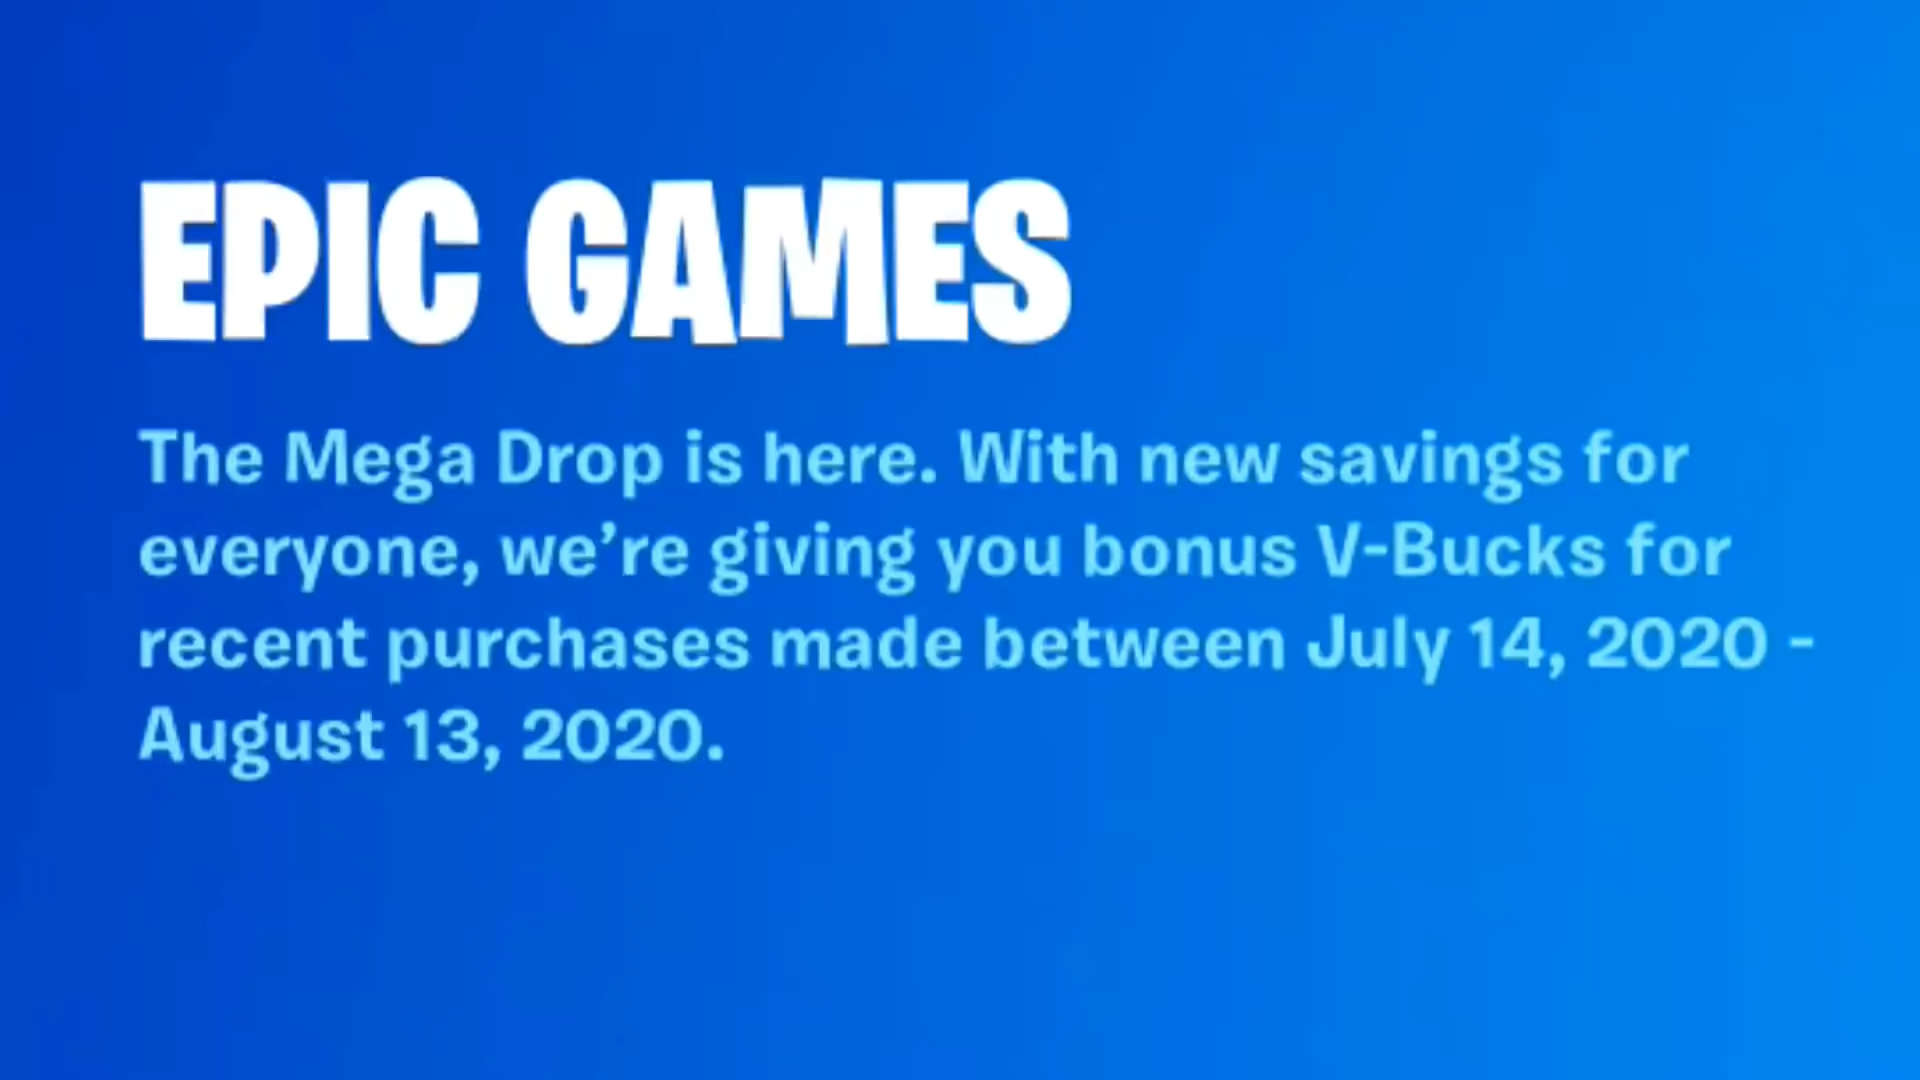 EPIC GAMES
The Mega Drop is here. With new savings for
everyone, we’re giving you bonus V-Bucks for
recent purchases made between July 14, 2020 -
August 13, 2020.